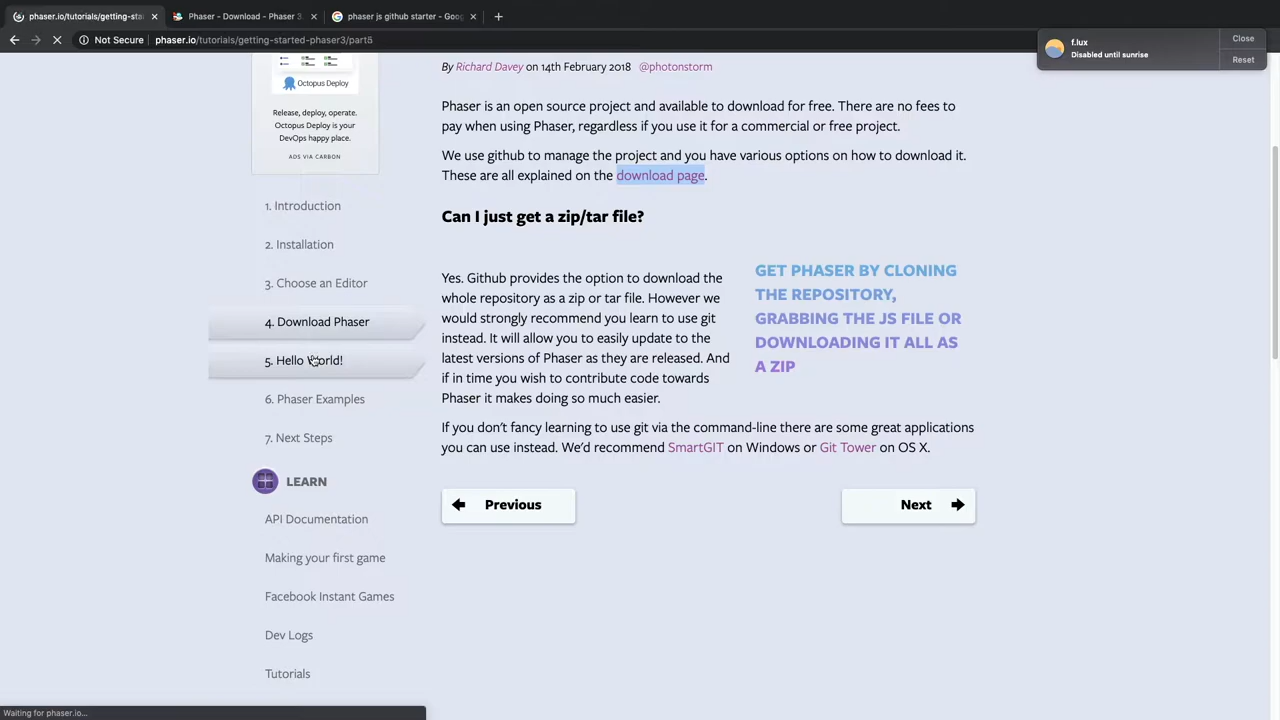 phaser.io/tutorials/getting-sta
Phaser - Download - Phaser 3.
phaser js github starter - Goog
Not Secure
phaser.io/tutorials/getting-started-phaser3/part5
f.lux
Disabled until sunrise
Close
Reset
Octopus Deploy
Release, deploy, operate.
Octopus Deploy is your
DevOps happy place.
ADS VIA CARBON
1. Introduction
2. Installation
3. Choose an Editor
4. Download Phaser
5. Hello World!
6. Phaser Examples
7. Next Steps
LEARN
API Documentation
Making your first game
Facebook Instant Games
Dev Logs
Tutorials
By Richard Davey on 14th February 2018 @photonstorm
Phaser is an open source project and available to download for free. There are no fees to
pay when using Phaser, regardless if you use it for a commercial or free project.
We use github to manage the project and you have various options on how to download it.
These are all explained on the download page.
Can I just get a zip/tar file?
Yes. Github provides the option to download the
whole repository as a zip or tar file. However we
would strongly recommend you learn to use git
instead. It will allow you to easily update to the
latest versions of Phaser as they are released. And
if in time you wish to contribute code towards
Phaser it makes doing so much easier.
GET PHASER BY CLONING
THE REPOSITORY,
GRABBING THE JS FILE OR
DOWNLOADING IT ALL AS
A ZIP
If you don't fancy learning to use git via the command-line there are some great applications
you can use instead. We'd recommend SmartGIT on Windows or Git Tower on OS X.
Previous
Next
Waiting for phaser.io...